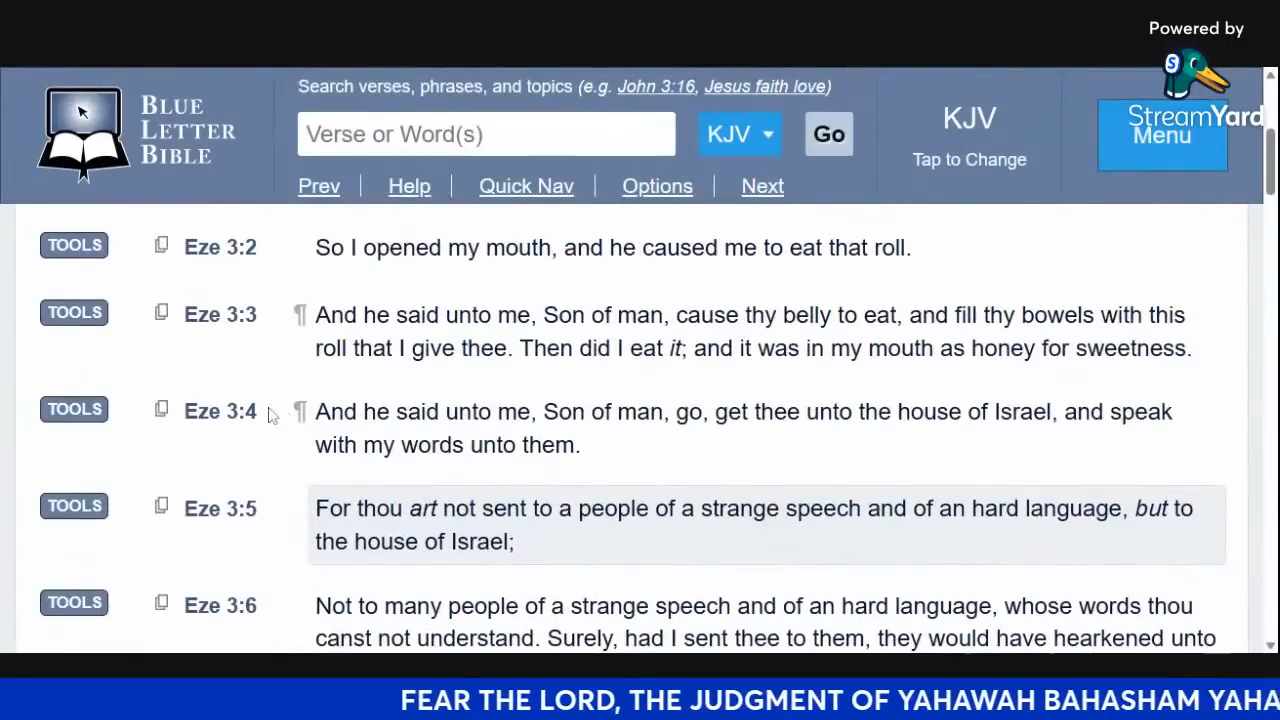 Powered by
StreamYard
BLUE
LETTER
BIBLE
Search verses, phrases, and topics (e.g. John 3:16, Jesus faith love)
Verse or Word(s)
KJV
Go
KJV
Tap to Change
Menu
Prev
Help
Quick Nav
Options
Next
TOOLS Eze 3:2 So I opened my mouth, and he caused me to eat that roll.
TOOLS Eze 3:3 ¶ And he said unto me, Son of man, cause thy belly to eat, and fill thy bowels with this
roll that I give thee. Then did I eat it; and it was in my mouth as honey for sweetness.
TOOLS Eze 3:4 ¶ And he said unto me, Son of man, go, get thee unto the house of Israel, and speak
with my words unto them.
TOOLS Eze 3:5 For thou art not sent to a people of a strange speech and of an hard language, but to
the house of Israel;
TOOLS Eze 3:6 Not to many people of a strange speech and of an hard language, whose words thou
canst not understand. Surely, had I sent thee to them, they would have hearkened unto
FEAR THE LORD, THE JUDGMENT OF YAHAWAH BAHASHAM YAHA